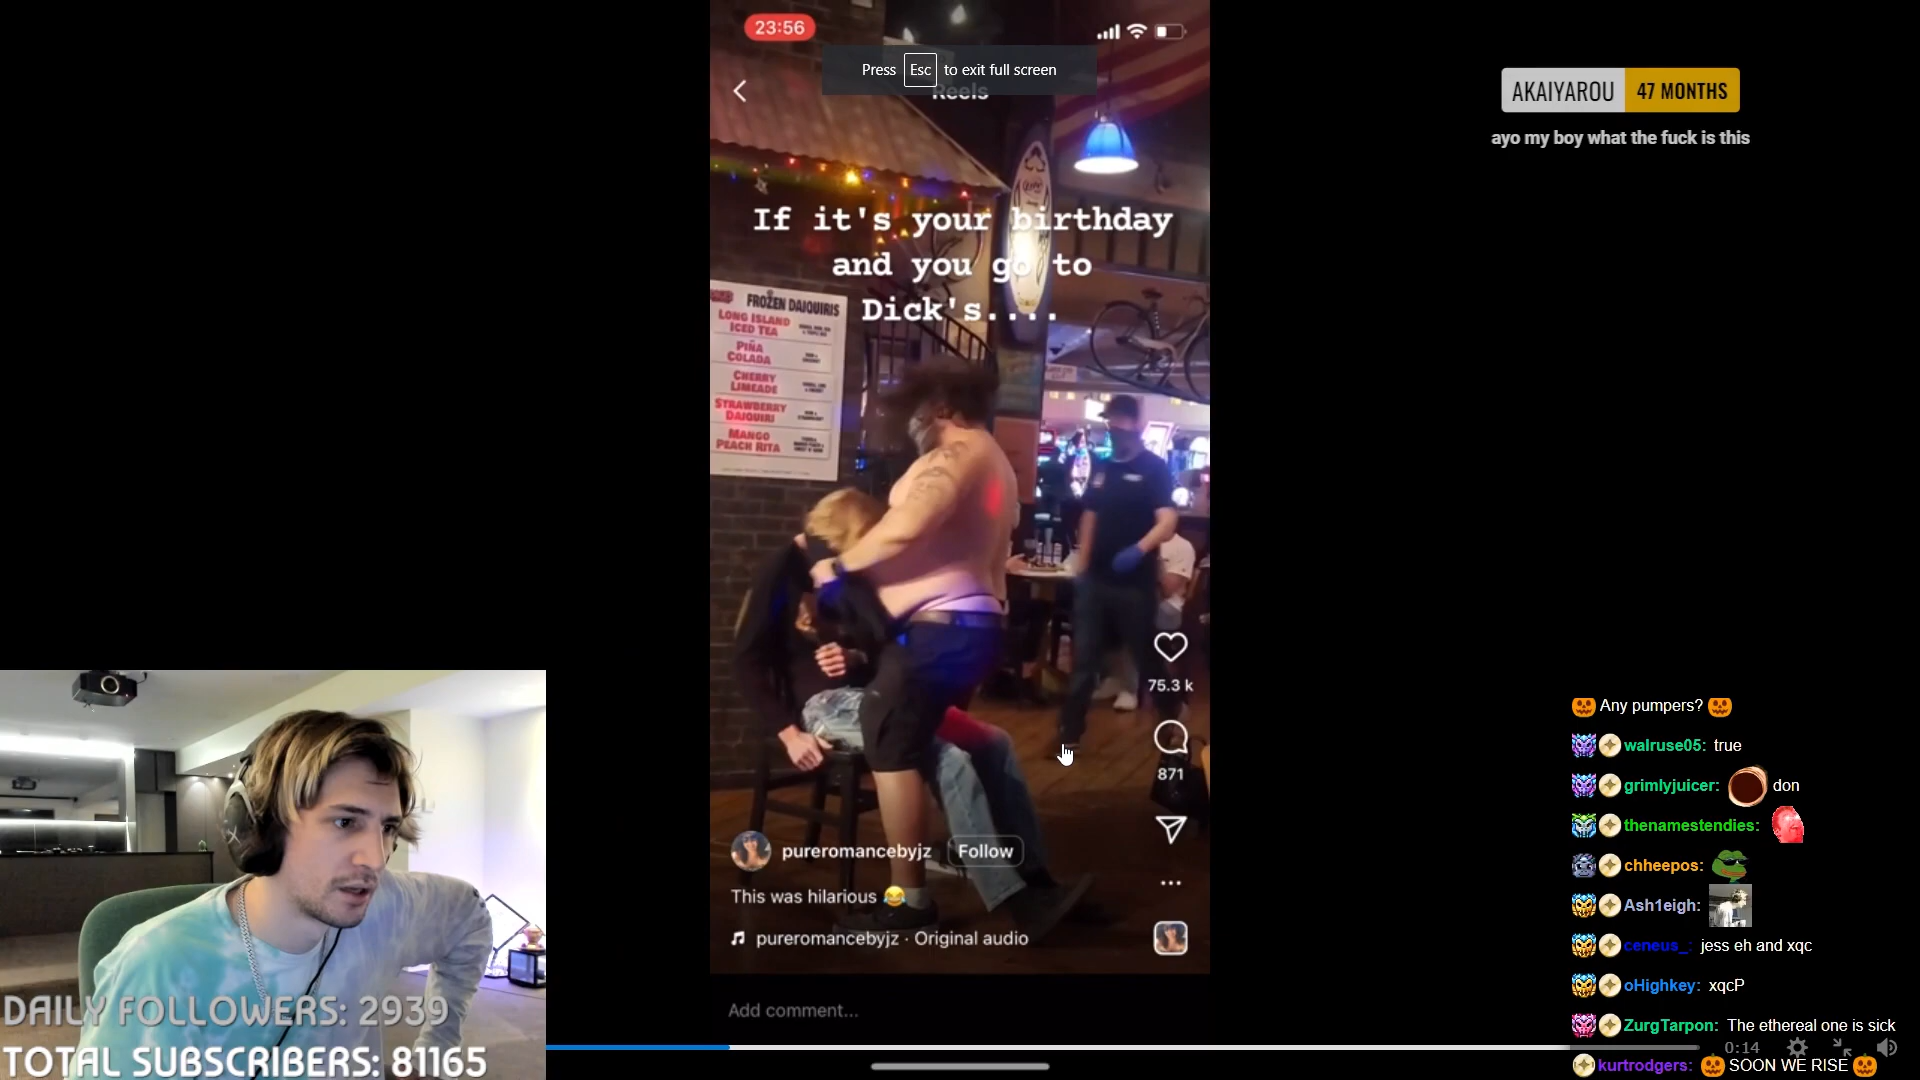 23:56
Press Esc to exit full screen
Reels
If it's your birthday
and you go to
Dick's....
FROZEN DAIQUIRIS
LONG ISLAND
ICED TEA
PIÑA
COLADA
CHERRY
LIMEADE
STRAWBERRY
DAIQUIRI
MANGO
PEACH RITA
75.3 k
871
pureromancebyjz Follow
This was hilarious 😂
pureromancebyjz · Original audio
Add comment...
AKAIYAROU 47 MONTHS
ayo my boy what the fuck is this
🎃 Any pumpers? 🎃
walruse05: true
grimlyjuicer: don
thenamestendies:
chheepos:
Ash1eigh:
ceneus_: jess eh and xqc
oHighkey: xqcP
ZurgTarpon: The ethereal one is sick
0:14
kurtrodgers: 🎃 SOON WE RISE 🎃
DAILY FOLLOWERS: 2939
TOTAL SUBSCRIBERS: 81165